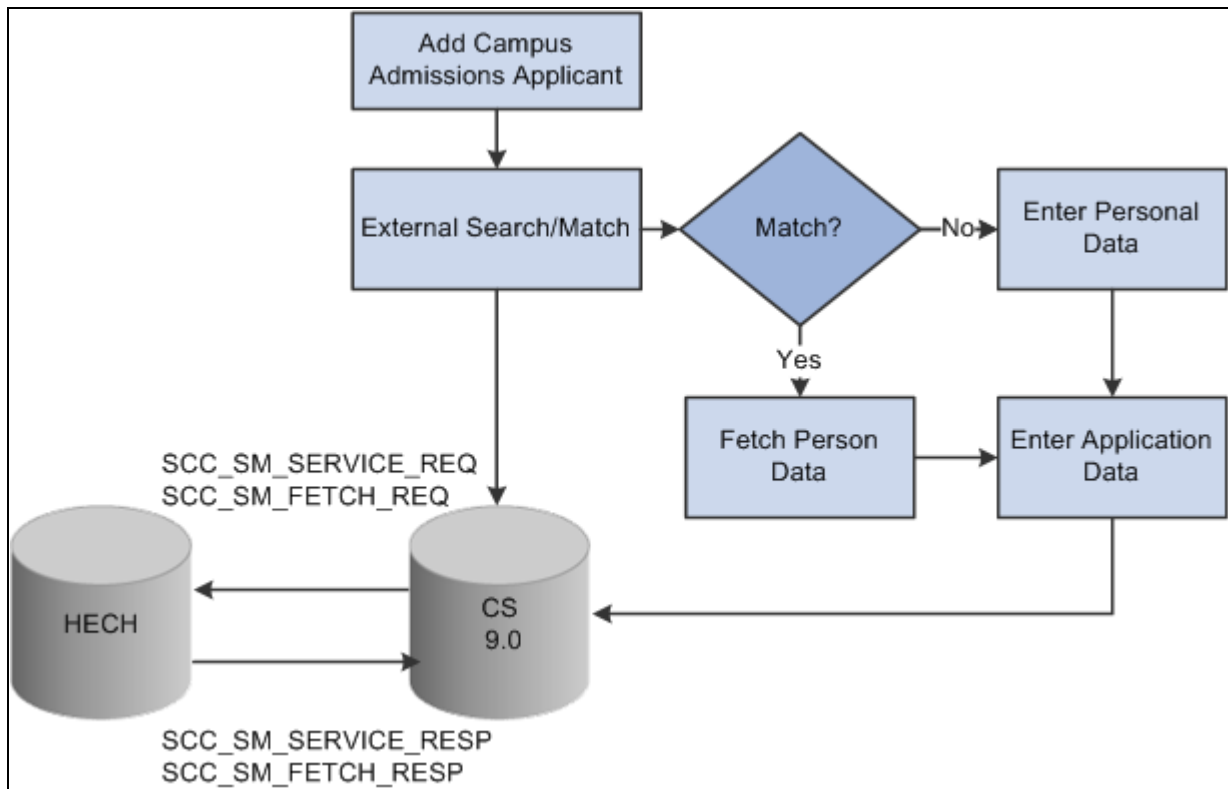 Add Campus
Admissions Applicant
External Search/Match
Match?
No
Enter Personal
Data
Yes
Fetch Person
Data
Enter Application
Data
SCC_SM_SERVICE_REQ
SCC_SM_FETCH_REQ
HECH
CS
9.0
SCC_SM_SERVICE_RESP
SCC_SM_FETCH_RESP